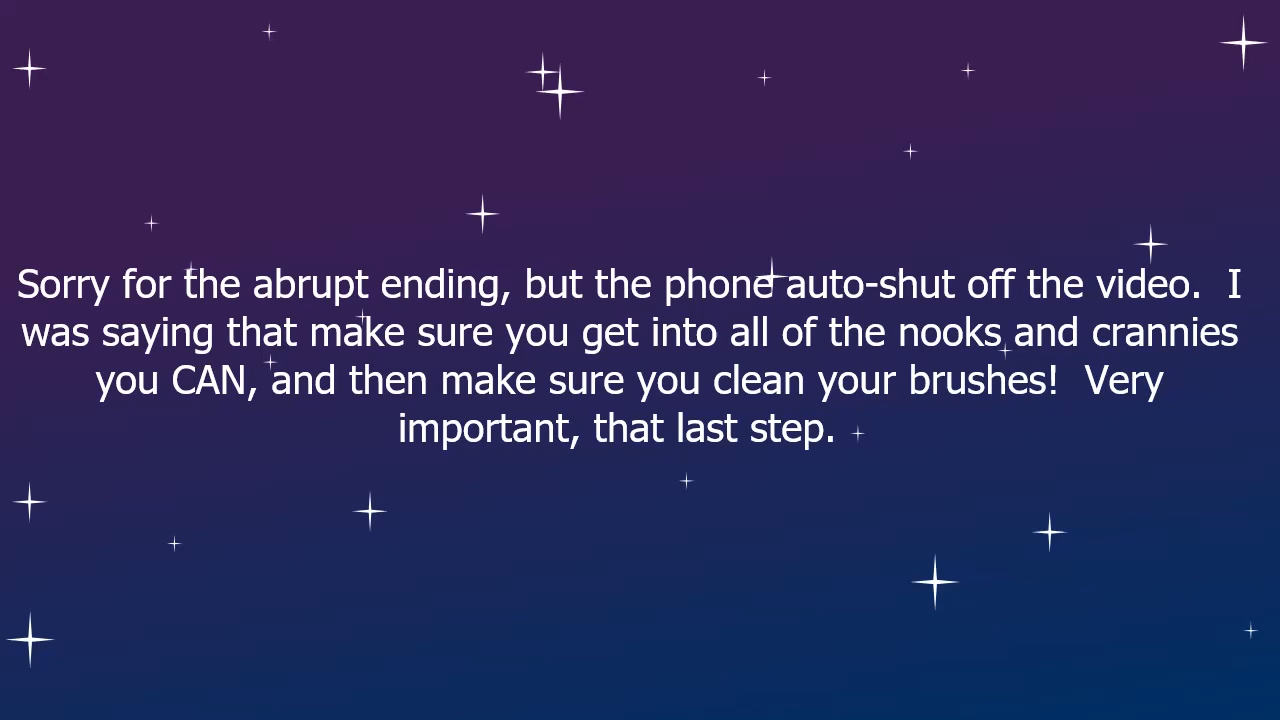 Sorry for the abrupt ending, but the phone auto-shut off the video.  I
was saying that make sure you get into all of the nooks and crannies
you CAN, and then make sure you clean your brushes!  Very
important, that last step.